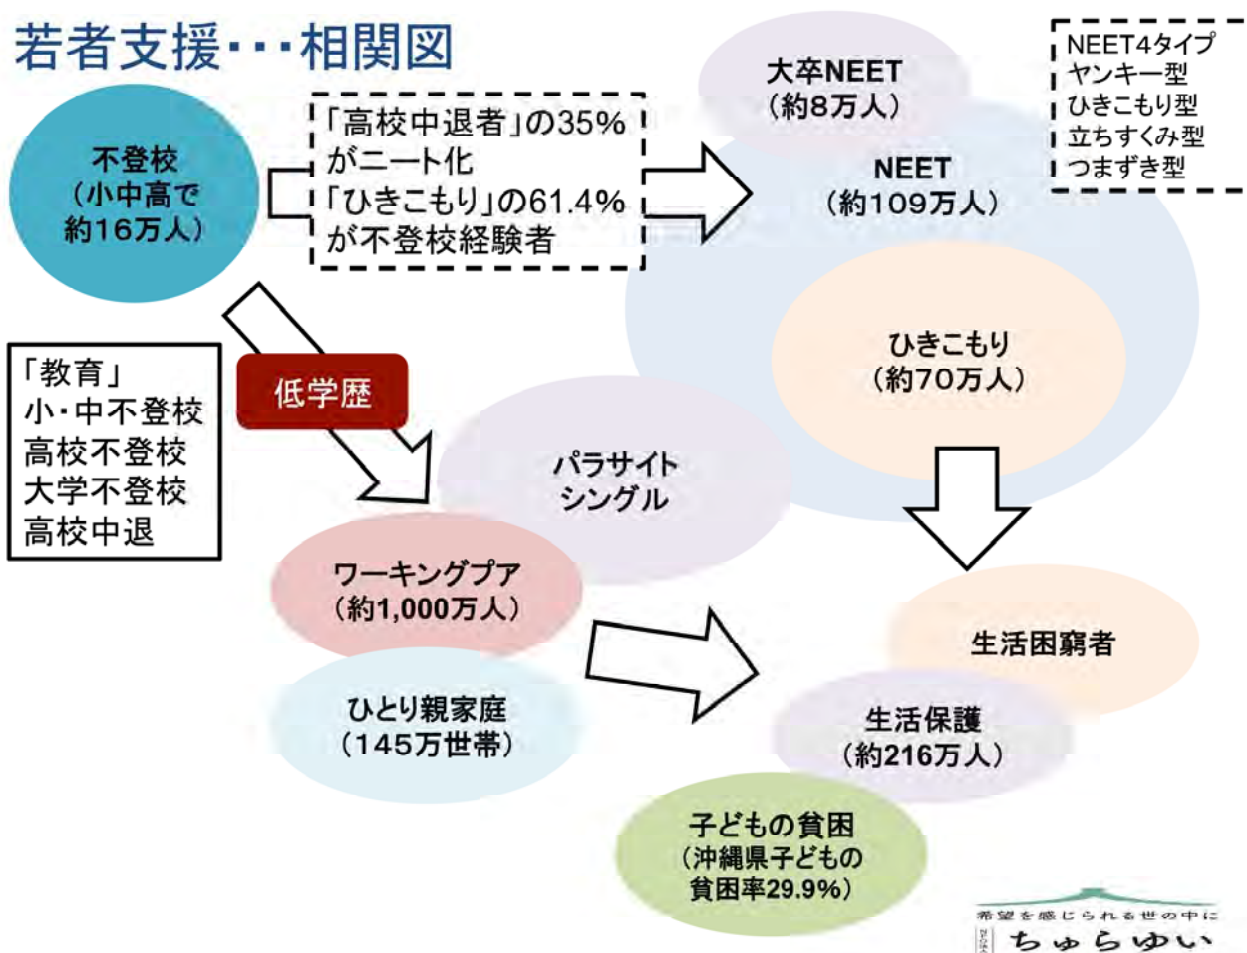 若者支援・・・相関図
不登校
（小中高で
約１６万人）
「高校中退者」の35％
がニート化
「ひきこもり」の61.4％
が不登校経験者
大卒NEET
（約８万人）
NEET
（約１０９万人）
NEET４タイプ
ヤンキー型
ひきこもり型
立ちすくみ型
つまずき型
ひきこもり
（約７０万人）
「教育」
小・中不登校
高校不登校
大学不登校
高校中退
低学歴
パラサイト
シングル
ワーキングプア
（約1,000万人）
ひとり親家庭
（１４５万世帯）
生活困窮者
生活保護
（約216万人）
子どもの貧困
（沖縄県子どもの
貧困率29.9％）
希望を感じられる世の中に
ちゅらゆい